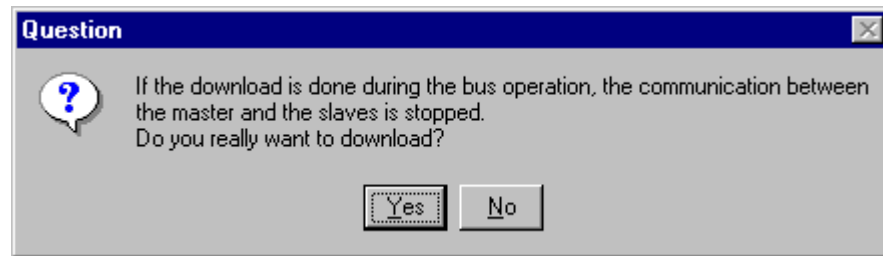 Question
If the download is done during the bus operation, the communication between
the master and the slaves is stopped.
Do you really want to download?
Yes No